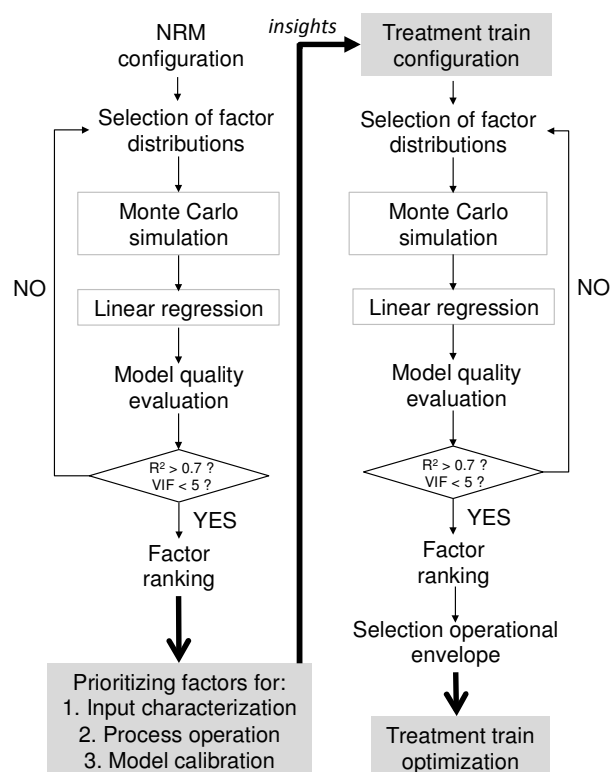 NRM
configuration
Selection of factor
distributions
Monte Carlo
simulation
Linear regression
Model quality
evaluation
R² > 0.7 ?
VIF < 5 ?
NO
YES
Factor
ranking
Prioritizing factors for:
1. Input characterization
2. Process operation
3. Model calibration
insights
Treatment train
configuration
Selection of factor
distributions
Monte Carlo
simulation
Linear regression
Model quality
evaluation
R² > 0.7 ?
VIF < 5 ?
NO
YES
Factor
ranking
Selection operational
envelope
Treatment train
optimization